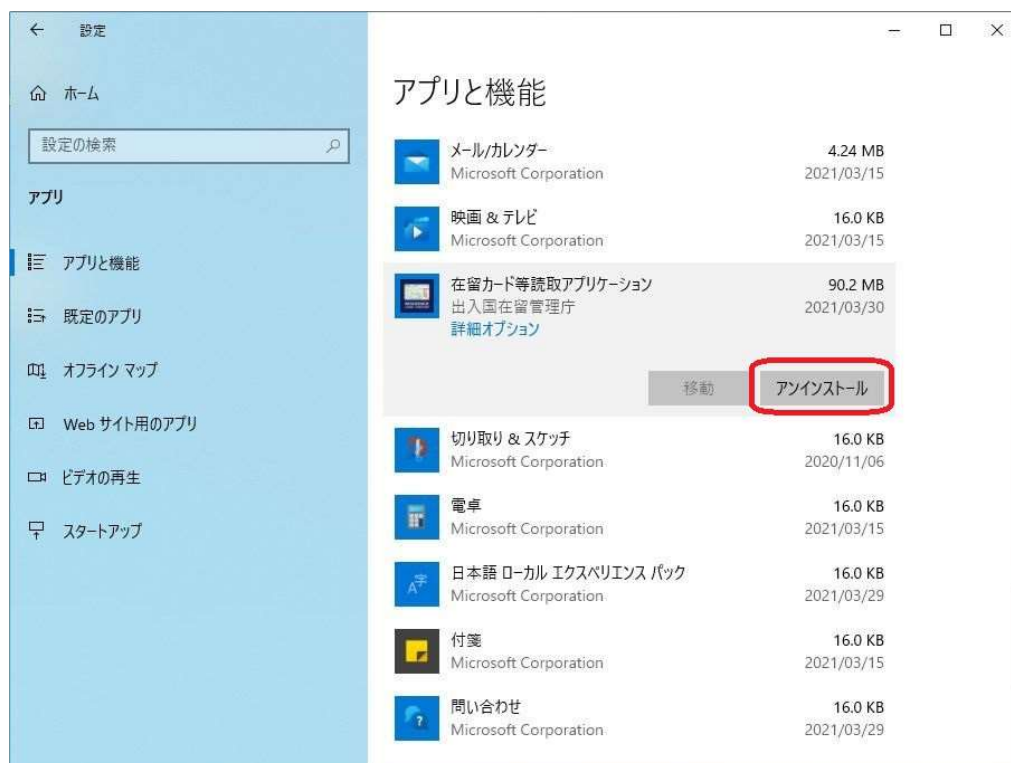 設定
ホーム
設定の検索
アプリ
アプリと機能
既定のアプリ
オフライン マップ
Web サイト用のアプリ
ビデオの再生
スタートアップ
アプリと機能
メール/カレンダー
4.24 MB
Microsoft Corporation
2021/03/15
映画 & テレビ
16.0 KB
Microsoft Corporation
2021/03/15
在留カード等読取アプリケーション
90.2 MB
出入国在留管理庁
2021/03/30
詳細オプション
移動
アンインストール
切り取り & スケッチ
16.0 KB
Microsoft Corporation
2020/11/06
電卓
16.0 KB
Microsoft Corporation
2021/03/15
日本語 ローカル エクスペリエンス パック
16.0 KB
Microsoft Corporation
2021/03/29
付箋
16.0 KB
Microsoft Corporation
2021/03/15
問い合わせ
16.0 KB
Microsoft Corporation
2021/03/29